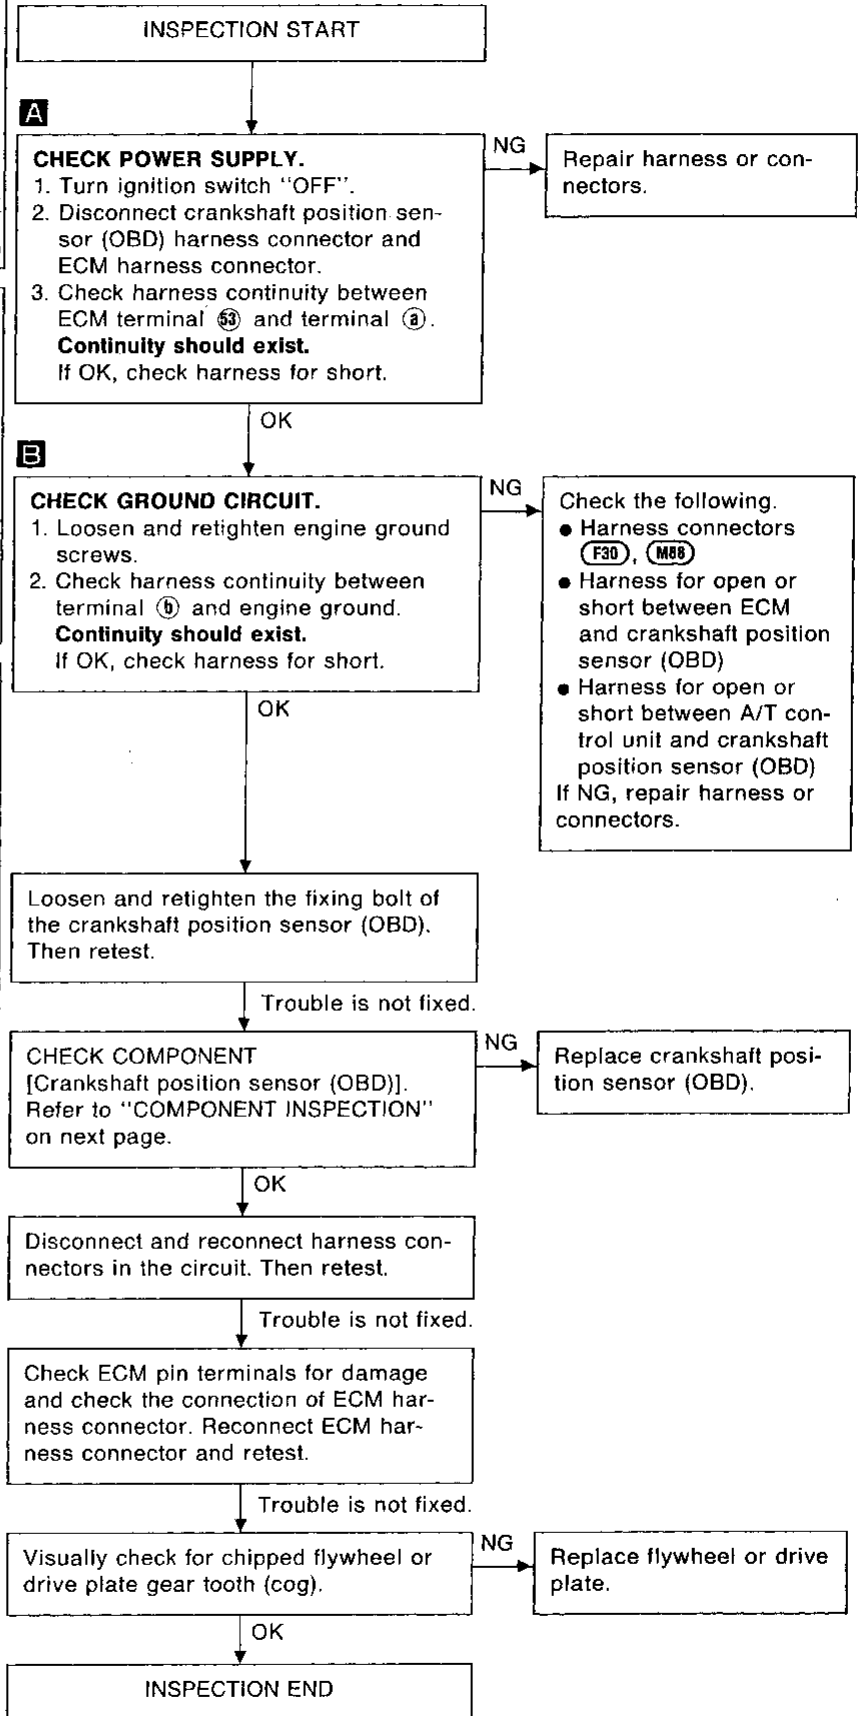 INSPECTION START
A
CHECK POWER SUPPLY.
1. Turn ignition switch "OFF".
2. Disconnect crankshaft position sen-
sor (OBD) harness connector and
ECM harness connector.
3. Check harness continuity between
ECM terminal 53 and terminal a.
Continuity should exist.
If OK, check harness for short.
NG
Repair harness or con-
nectors.
OK
B
CHECK GROUND CIRCUIT.
1. Loosen and retighten engine ground
screws.
2. Check harness continuity between
terminal b and engine ground.
Continuity should exist.
If OK, check harness for short.
NG
Check the following.
● Harness connectors
F30, M88
● Harness for open or
short between ECM
and crankshaft position
sensor (OBD)
● Harness for open or
short between A/T con-
trol unit and crankshaft
position sensor (OBD)
If NG, repair harness or
connectors.
OK
Loosen and retighten the fixing bolt of
the crankshaft position sensor (OBD).
Then retest.
Trouble is not fixed.
CHECK COMPONENT
[Crankshaft position sensor (OBD)].
Refer to "COMPONENT INSPECTION"
on next page.
NG
Replace crankshaft posi-
tion sensor (OBD).
OK
Disconnect and reconnect harness con-
nectors in the circuit. Then retest.
Trouble is not fixed.
Check ECM pin terminals for damage
and check the connection of ECM har-
ness connector. Reconnect ECM har-
ness connector and retest.
Trouble is not fixed.
Visually check for chipped flywheel or
drive plate gear tooth (cog).
NG
Replace flywheel or drive
plate.
OK
INSPECTION END